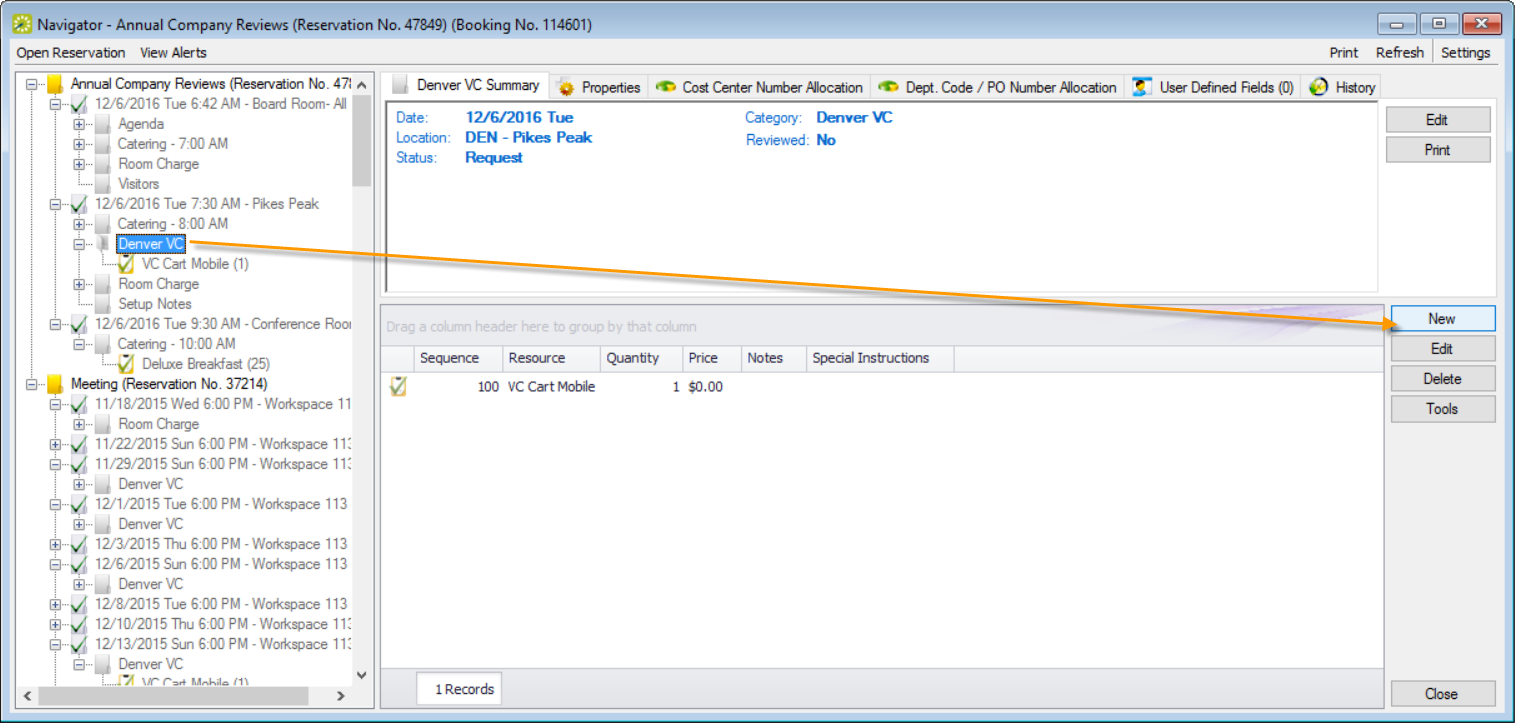 Navigator - Annual Company Reviews (Reservation No. 47849) (Booking No. 114601)
Open Reservation View Alerts Print Refresh Settings
Annual Company Reviews (Reservation No. 478
12/6/2016 Tue 6:42 AM - Board Room- All
Agenda
Catering - 7:00 AM
Room Charge
Visitors
12/6/2016 Tue 7:30 AM - Pikes Peak
Catering - 8:00 AM
Denver VC
VC Cart Mobile (1)
Room Charge
Setup Notes
12/6/2016 Tue 9:30 AM - Conference Roor
Catering - 10:00 AM
Deluxe Breakfast (25)
Meeting (Reservation No. 37214)
11/18/2015 Wed 6:00 PM - Workspace 11
Room Charge
11/22/2015 Sun 6:00 PM - Workspace 113
11/29/2015 Sun 6:00 PM - Workspace 113
Denver VC
12/1/2015 Tue 6:00 PM - Workspace 113
Denver VC
12/3/2015 Thu 6:00 PM - Workspace 113
12/6/2015 Sun 6:00 PM - Workspace 113
Denver VC
12/8/2015 Tue 6:00 PM - Workspace 113
12/10/2015 Thu 6:00 PM - Workspace 113
12/13/2015 Sun 6:00 PM - Workspace 113
Denver VC
VC Cart Mobile (1)
Denver VC Summary Properties Cost Center Number Allocation Dept. Code / PO Number Allocation User Defined Fields (0) History
Date: 12/6/2016 Tue Category: Denver VC
Location: DEN - Pikes Peak Reviewed: No
Status: Request
Edit
Print
Drag a column header here to group by that column
Sequence Resource Quantity Price Notes Special Instructions
100 VC Cart Mobile 1 $0.00
1 Records
New
Edit
Delete
Tools
Close